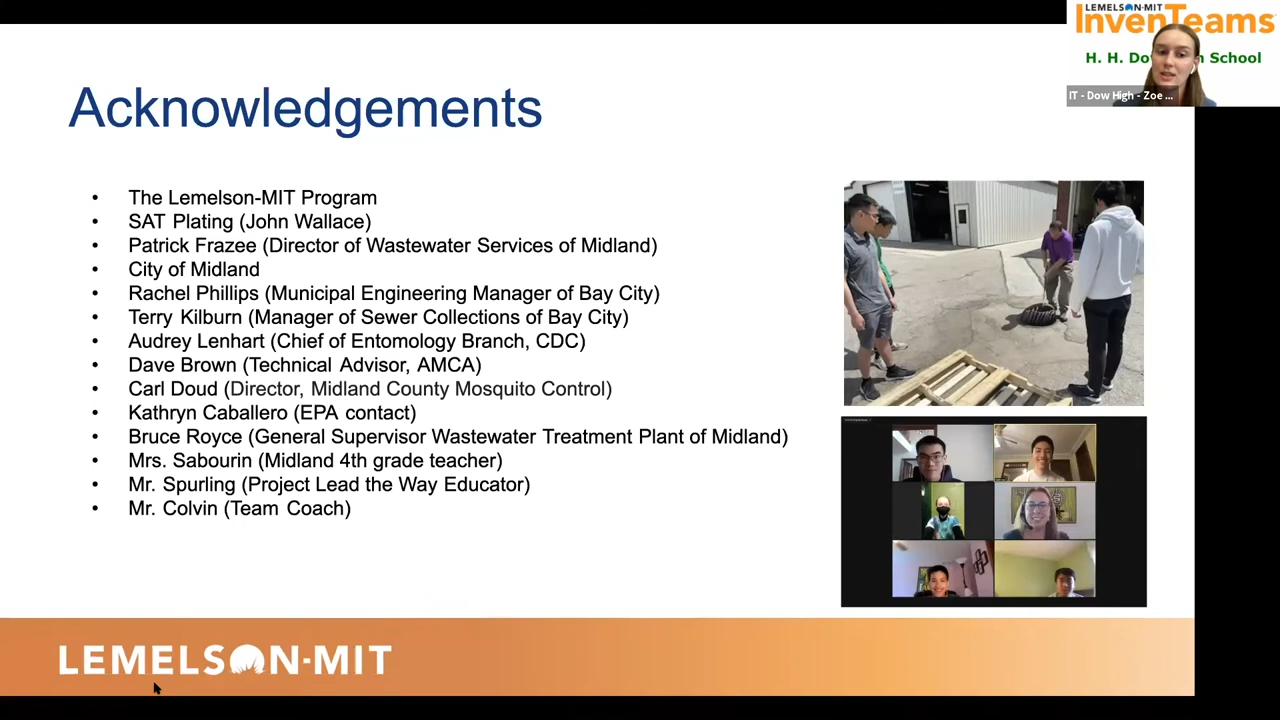 LEMELSON-MIT
InvenTeams
H. H. Do n School
IT - Dow High - Zoe ...
Acknowledgements
• The Lemelson-MIT Program
• SAT Plating (John Wallace)
• Patrick Frazee (Director of Wastewater Services of Midland)
• City of Midland
• Rachel Phillips (Municipal Engineering Manager of Bay City)
• Terry Kilburn (Manager of Sewer Collections of Bay City)
• Audrey Lenhart (Chief of Entomology Branch, CDC)
• Dave Brown (Technical Advisor, AMCA)
• Carl Doud (Director, Midland County Mosquito Control)
• Kathryn Caballero (EPA contact)
• Bruce Royce (General Supervisor Wastewater Treatment Plant of Midland)
• Mrs. Sabourin (Midland 4th grade teacher)
• Mr. Spurling (Project Lead the Way Educator)
• Mr. Colvin (Team Coach)
LEMELSON-MIT